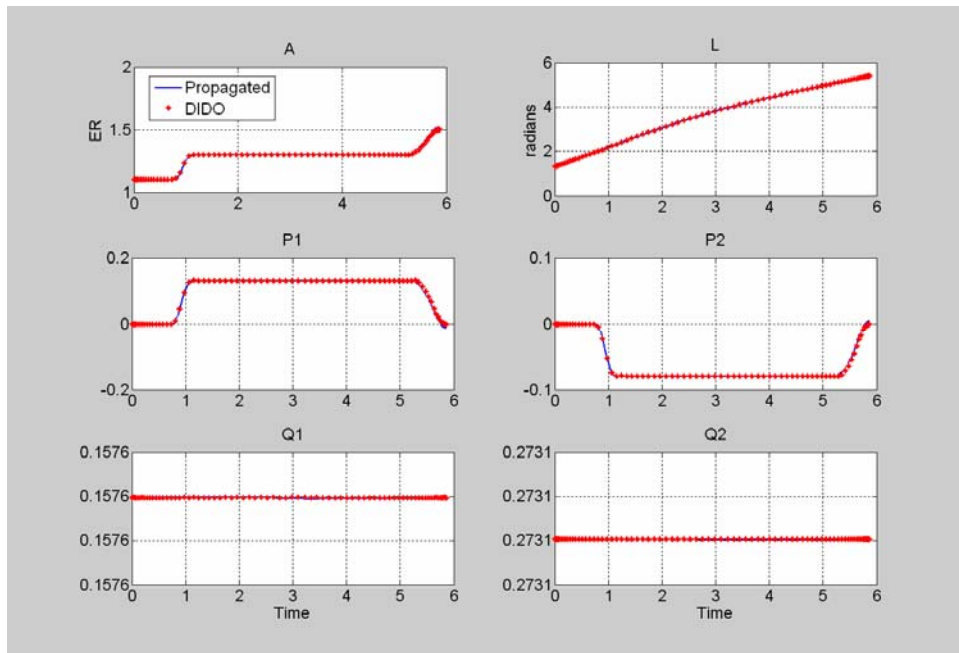 A
ER
2
1.5
1
Propagated
DIDO
0 2 4 6
L
radians
6
4
2
0
0 1 2 3 4 5 6
P1
0.2
0
-0.2
0 1 2 3 4 5 6
P2
0.1
0
-0.1
0 1 2 3 4 5 6
Q1
0.1576
0.1576
0.1576
0.1576
0 1 2 3 4 5 6
Time
Q2
0.2731
0.2731
0.2731
0.2731
0 1 2 3 4 5 6
Time